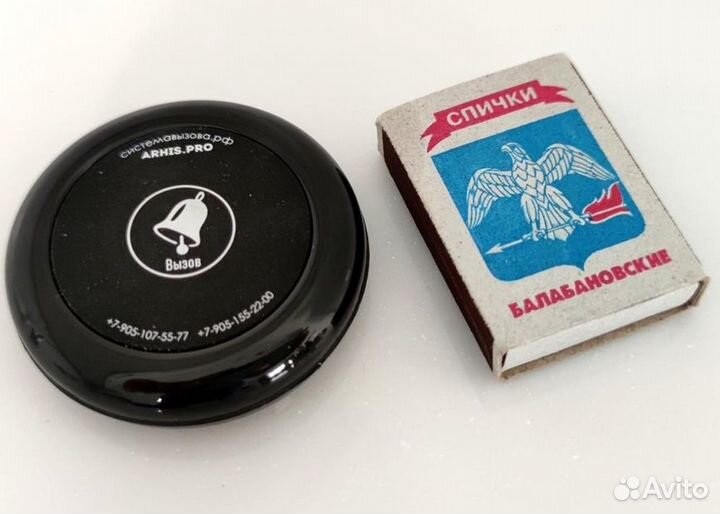 системавызова.рф
ARHIS.PRO
Вызов
+7-905-107-55-77 +7-905-155-22-00
СПИЧКИ
БАЛАБАНОВСКИЕ
Avito